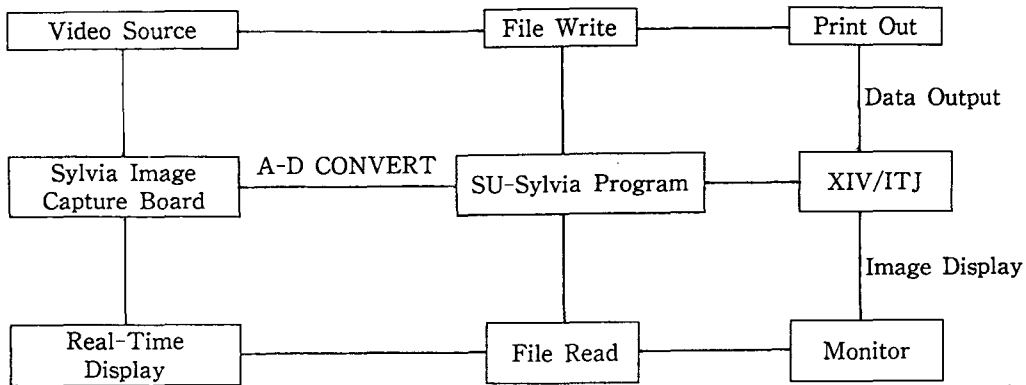 Video Source
File Write
Print Out
Data Output
Sylvia Image
Capture Board
A-D CONVERT
SU-Sylvia Program
XIV/ITJ
Image Display
Real-Time
Display
File Read
Monitor